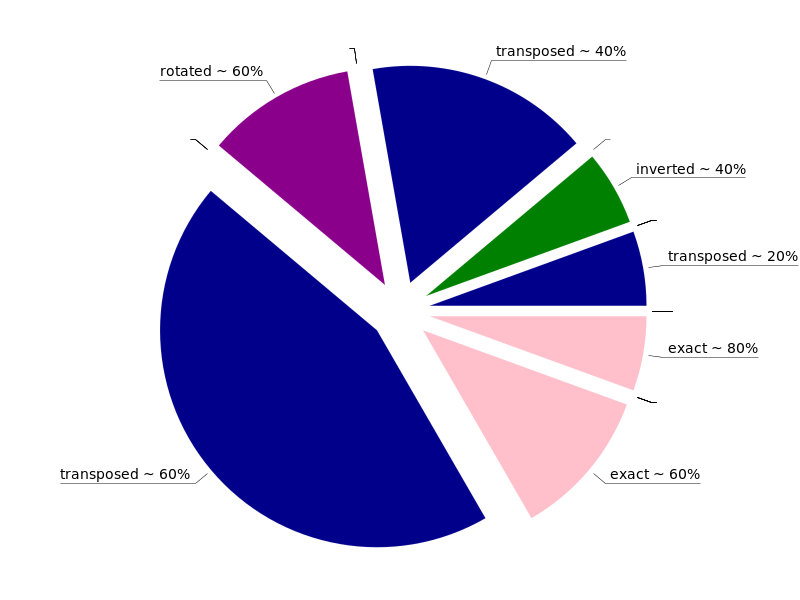 transposed ~ 40%
rotated ~ 60%
inverted ~ 40%
transposed ~ 20%
exact ~ 80%
transposed ~ 60%
exact ~ 60%